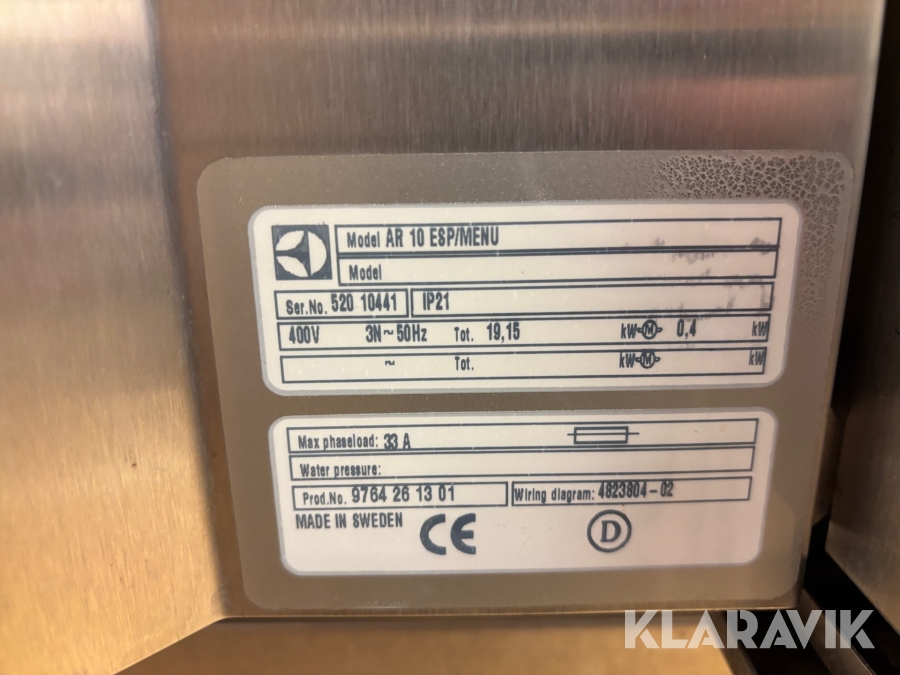 KLARAVIK
Model AR 10 ESP/MENU
Model
Ser.No. 520 10441 IP21
400V 3N~50Hz Tot. 19,15 kW M 0,4 kW
~ Tot. kW M kW
Max phaseload: 33 A
Water pressure:
Prod.No. 9764 26 13 01 Wiring diagram: 4823804-02
MADE IN SWEDEN CE D
KLARAVIK